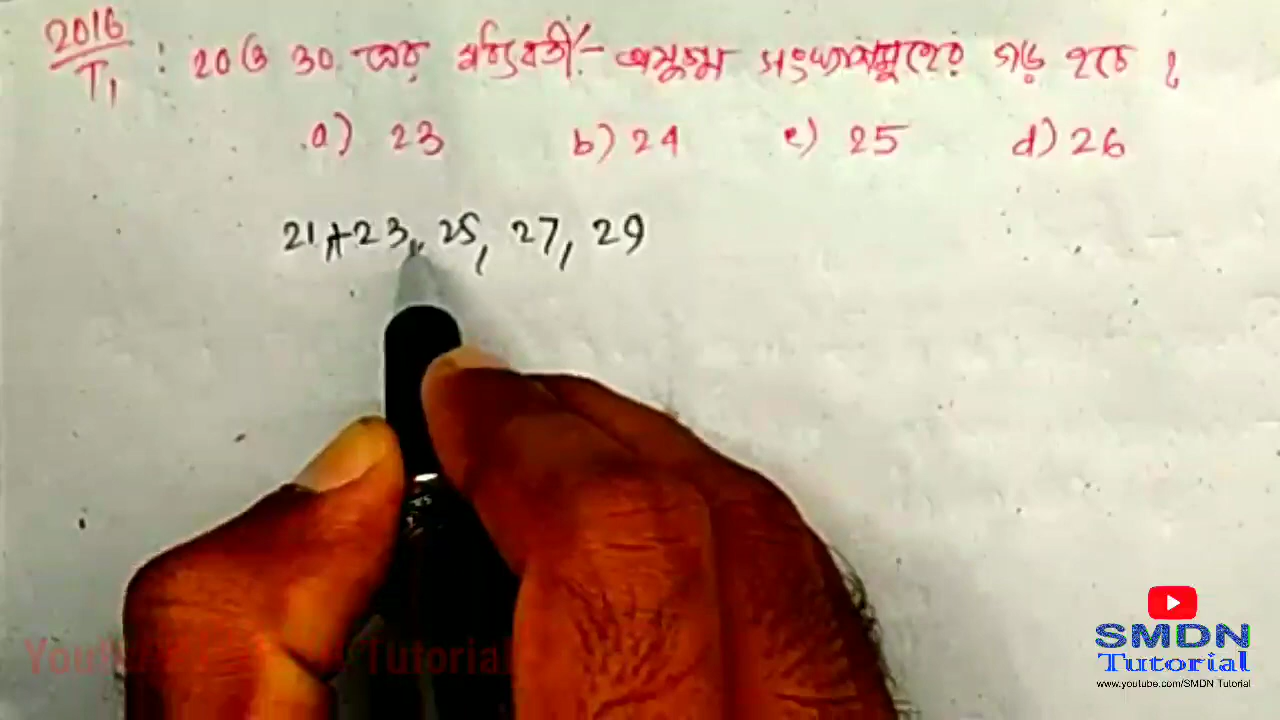 2016
T₁ : 20 ও 30 এর মধ্যবর্তী :- অযুগ্ম সংখ্যাসমূহের গড় হবে ?
a) 23 b) 24 c) 25 d) 26
21,+23, 25, 27, 29
SMDN
Tutorial
www.youtube.com/SMDN Tutorial